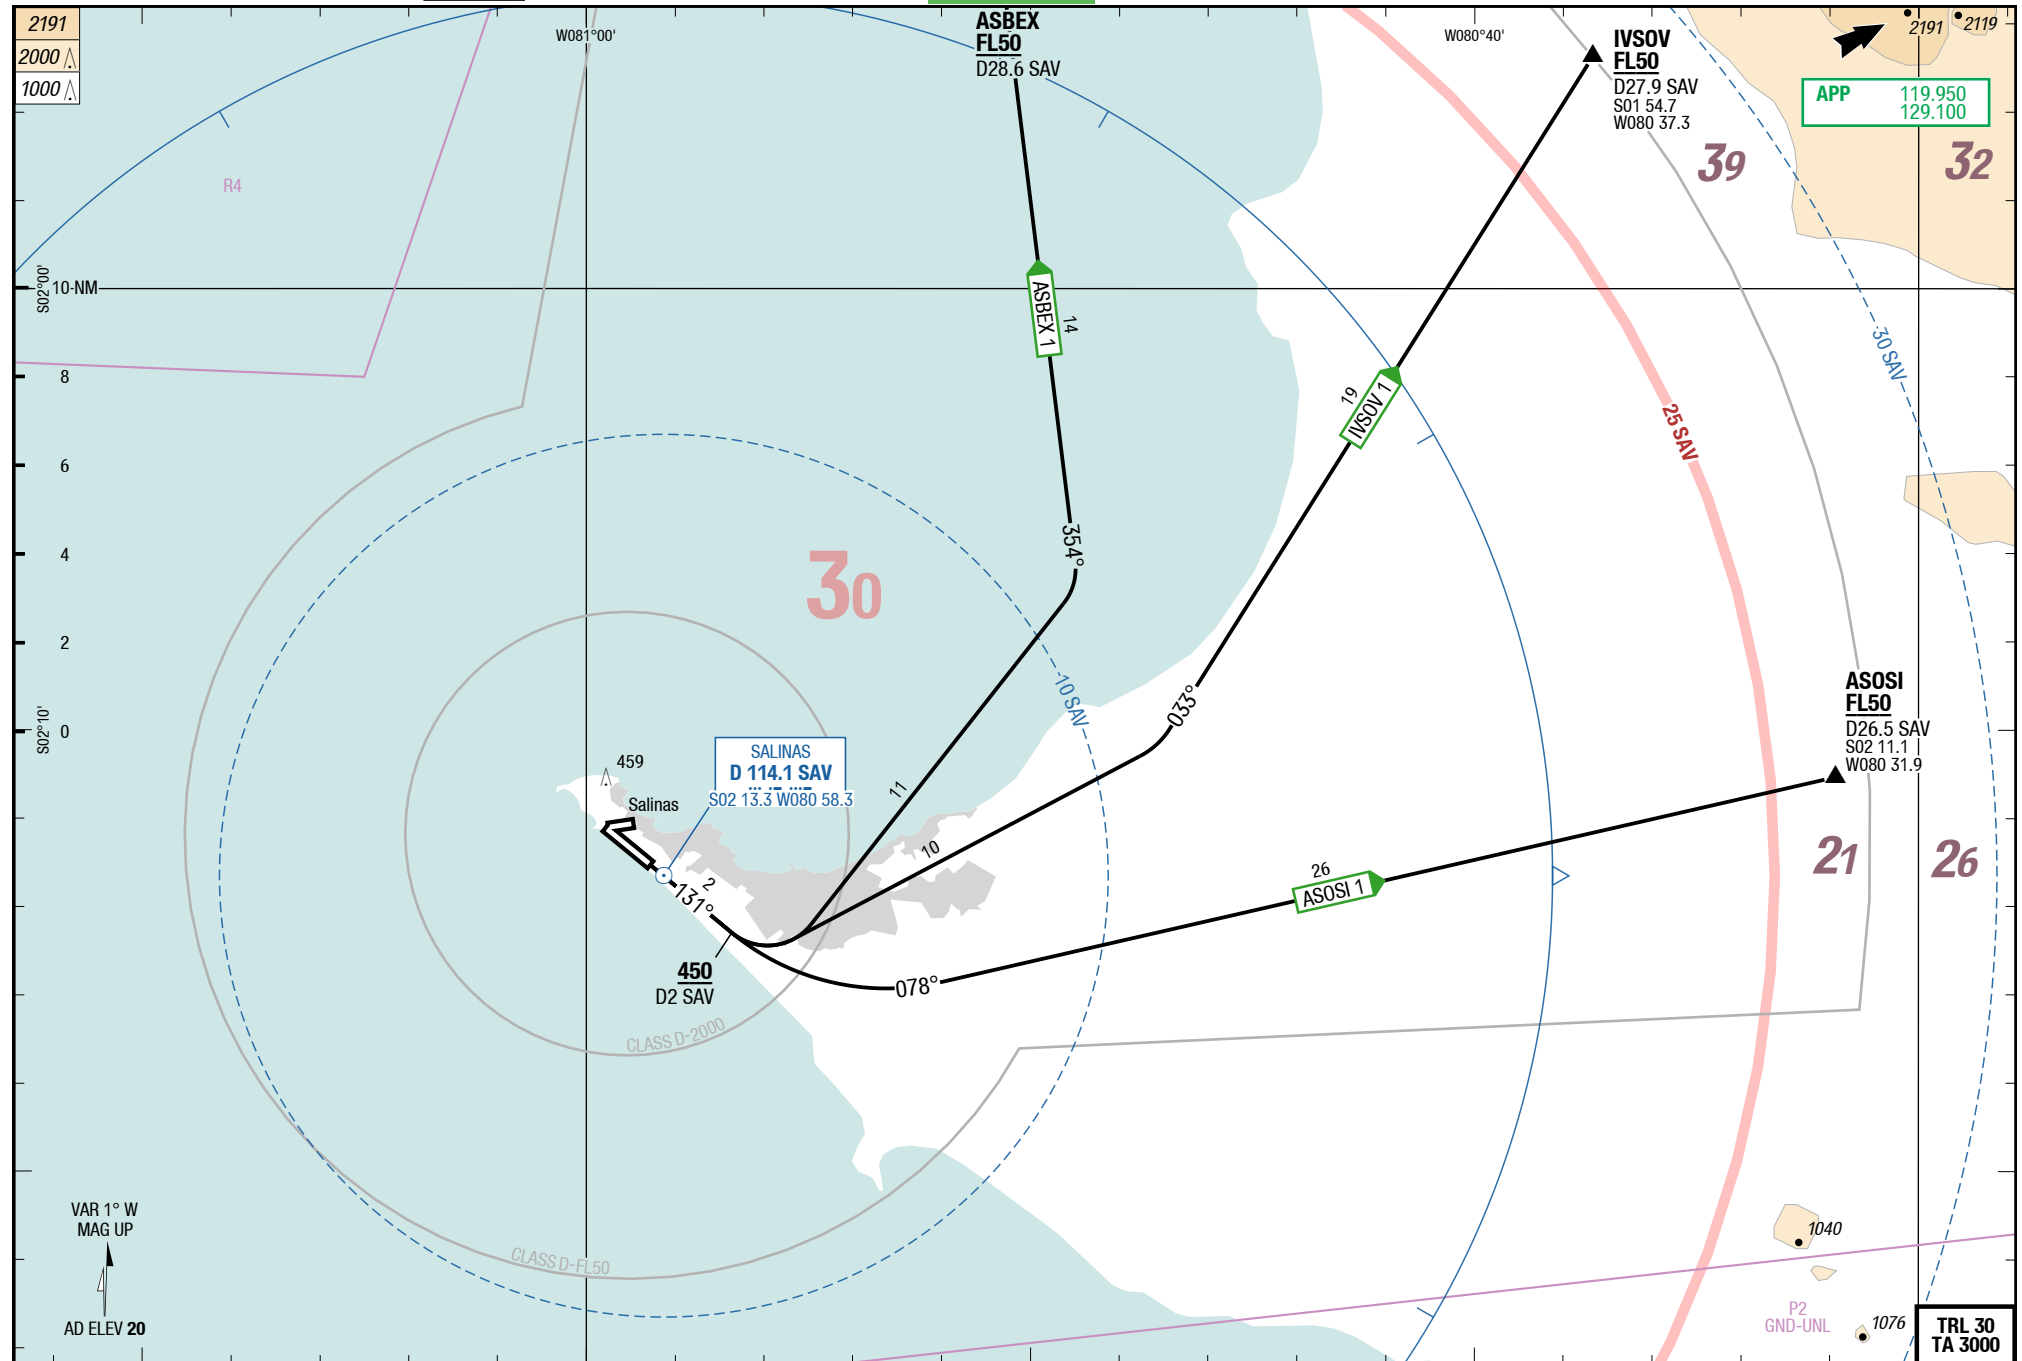 2191
2000
1000
ASBEX
FL50
D28.6 SAV
W081°00'
W080°40'
IVSOV
FL50
D27.9 SAV
S01 54.7
W080 37.3
2191
2119
APP 119.950
129.100
39
32
R4
S02°00'
10 NM
8
6
4
2
0
S02°10'
ASBEX 1
14
354°
IVSOV 1
19
033°
30 SAV
25 SAV
10 SAV
30
ASOSI
FL50
D26.5 SAV
S02 11.1
W080 31.9
459
Salinas
SALINAS
D 114.1 SAV
S02 13.3 W080 58.3
11
10
2
131°
26
ASOSI 1
078°
21
26
450
D2 SAV
CLASS D-2000
CLASS D-FL50
VAR 1° W
MAG UP
AD ELEV 20
1040
P2
GND-UNL
1076
TRL 30
TA 3000